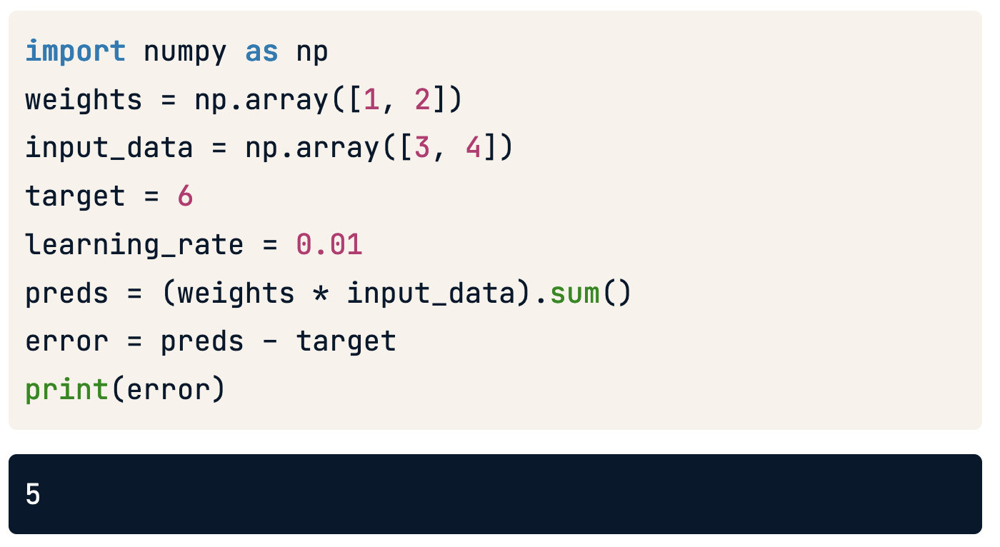 import numpy as np
weights = np.array([1, 2])
input_data = np.array([3, 4])
target = 6
learning_rate = 0.01
preds = (weights * input_data).sum()
error = preds - target
print(error)
5